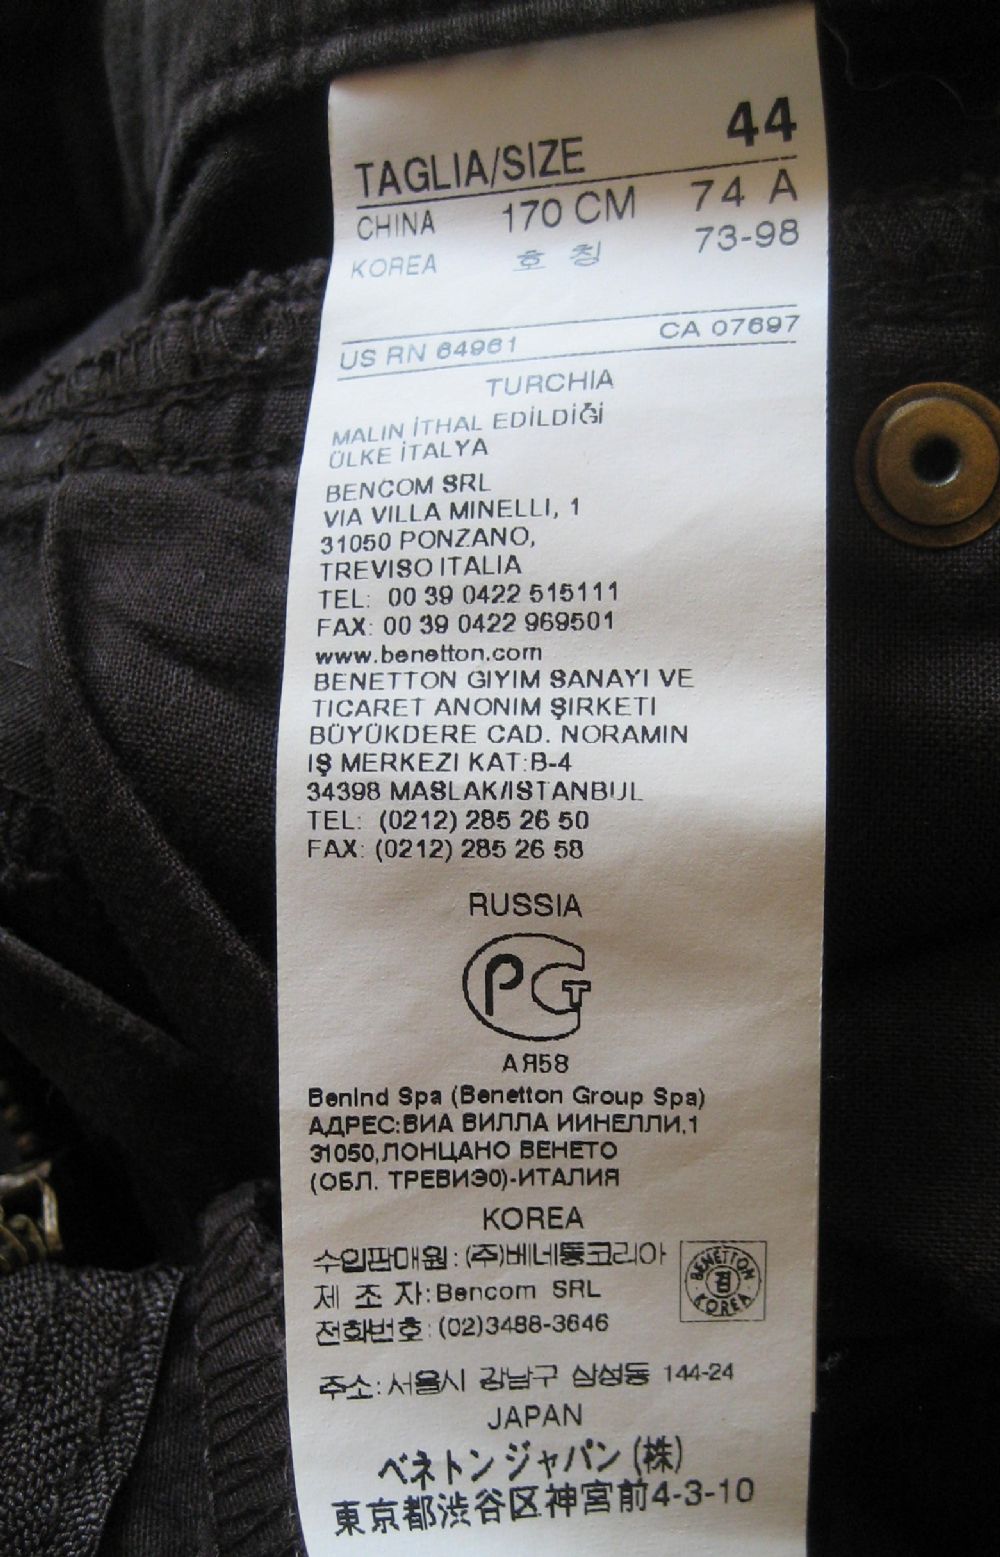 TAGLIA/SIZE 44
CHINA 170 CM 74 A
KOREA 호 칭 73-98
US RN 64961 CA 07697
TURCHIA
MALIN İTHAL EDİLDİĞİ
ÜLKE İTALYA
BENCOM SRL
VIA VILLA MINELLI, 1
31050 PONZANO,
TREVISO ITALIA
TEL: 00 39 0422 515111
FAX: 00 39 0422 969501
www.benetton.com
BENETTON GIYIM SANAYI VE
TICARET ANONIM ŞIRKETI
BÜYÜKDERE CAD. NORAMIN
IŞ MERKEZI KAT:B-4
34398 MASLAK/ISTANBUL
TEL: (0212) 285 26 50
FAX: (0212) 285 26 58
RUSSIA
РСТ
АЯ58
BenInd Spa (Benetton Group Spa)
АДРЕС:ВИА ВИЛЛА ИИНЕЛЛИ,1
31050,ЛОНЦАНО ВЕНЕТО
(ОБЛ. ТРЕВИЭО)-ИТАЛИЯ
KOREA
수입판매원 : (주)베네통코리아
제 조 자: Bencom SRL
전화번호 : (02)3488-3646
BENETTON KOREA
주소: 서울시 강남구 삼성동 144-24
JAPAN
ベネトンジャパン (株)
東京都渋谷区神宮前4-3-10